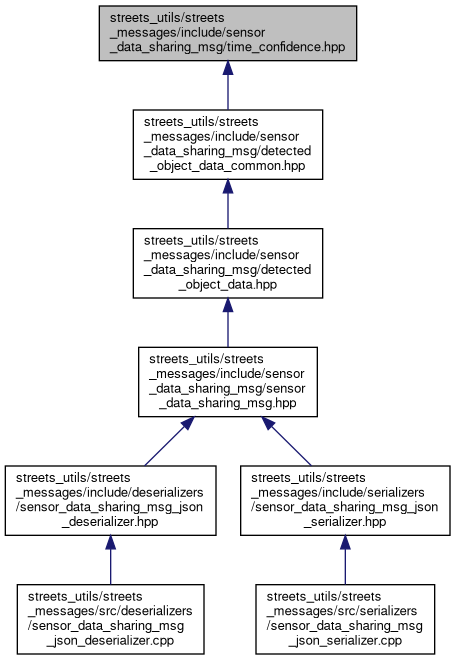 streets_utils/streets
_messages/include/sensor
_data_sharing_msg/time_confidence.hpp
streets_utils/streets
_messages/include/sensor
_data_sharing_msg/detected
_object_data_common.hpp
streets_utils/streets
_messages/include/sensor
_data_sharing_msg/detected
_object_data.hpp
streets_utils/streets
_messages/include/sensor
_data_sharing_msg/sensor
_data_sharing_msg.hpp
streets_utils/streets
_messages/include/deserializers
/sensor_data_sharing_msg_json
_deserializer.hpp
streets_utils/streets
_messages/include/serializers
/sensor_data_sharing_msg_json
_serializer.hpp
streets_utils/streets
_messages/src/deserializers
/sensor_data_sharing_msg
_json_deserializer.cpp
streets_utils/streets
_messages/src/serializers
/sensor_data_sharing_msg
_json_serializer.cpp